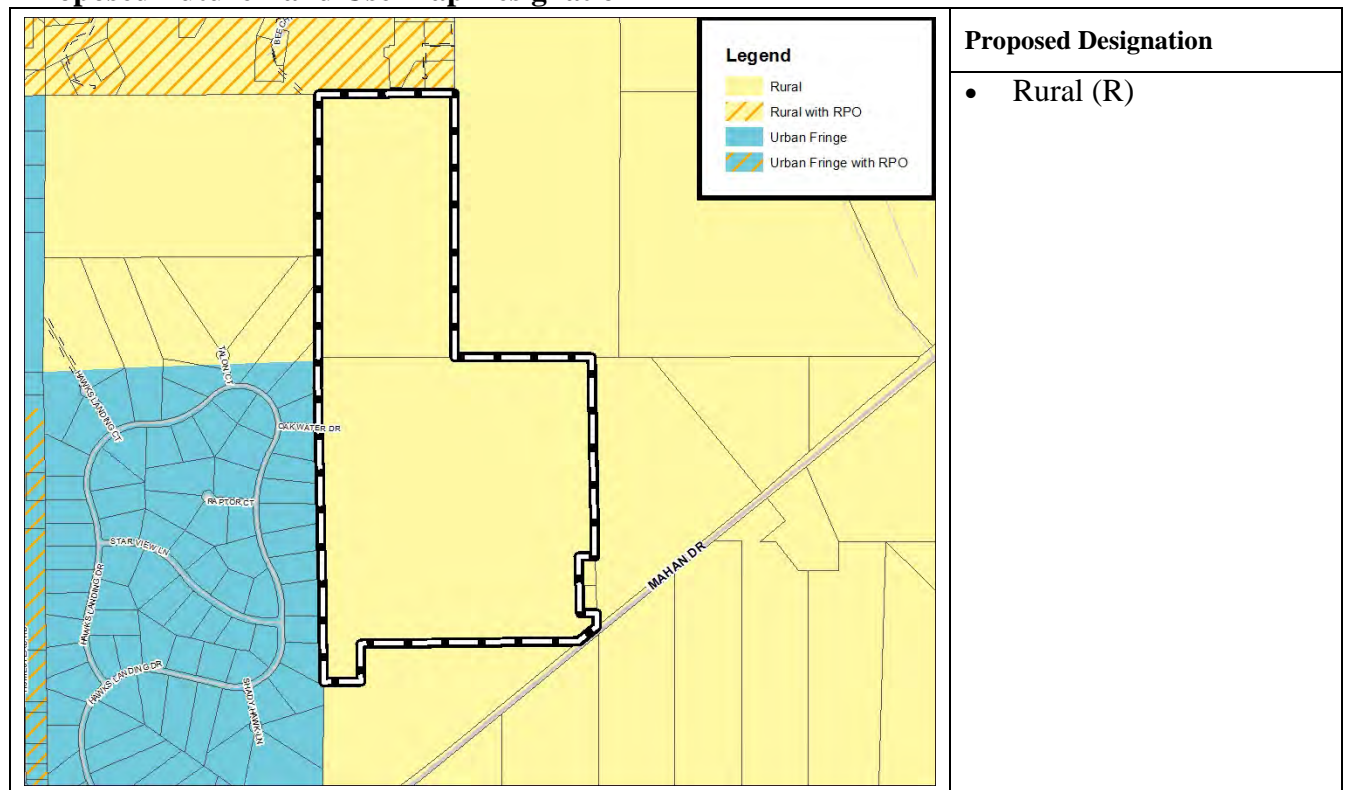 Proposed Designation
• Rural (R)
Legend
Rural
Rural with RPO
Urban Fringe
Urban Fringe with RPO
TALON CT
HAWKS LANDING CT
OAK WATER DR
RAPTOR CT
STAR VIEW LN
HAWKS LANDING DR
MAHAN DR
HAWKS LANDING DR
SHADY HAWK LN